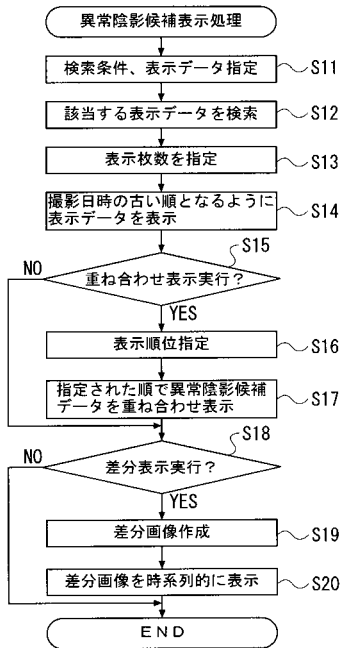 異常陰影候補表示処理
検索条件、表示データ指定
S11
該当する表示データを検索
S12
表示枚数を指定
S13
撮影日時の古い順となるように
表示データを表示
S14
S15
NO
重ね合わせ表示実行?
YES
表示順位指定
S16
指定された順で異常陰影候補
データを重ね合わせ表示
S17
S18
NO
差分表示実行?
YES
差分画像作成
S19
差分画像を時系列的に表示
S20
END